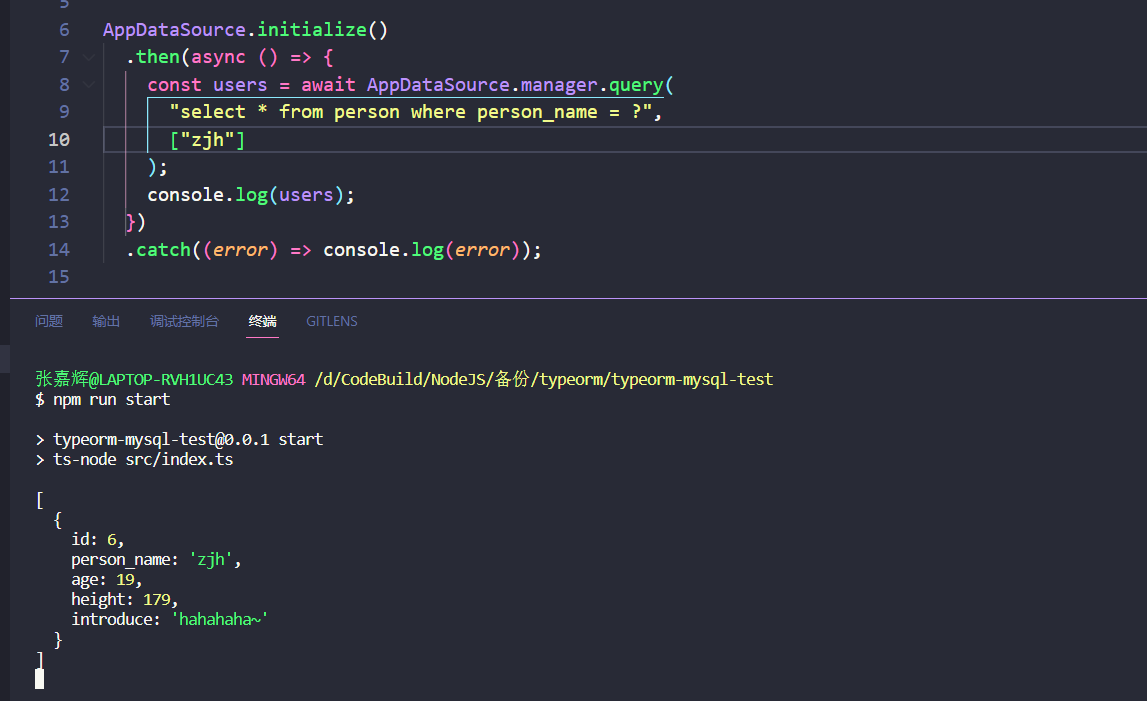 5
6 AppDataSource.initialize()
7 .then(async () => {
8 const users = await AppDataSource.manager.query(
9 "select * from person where person_name = ?",
10 ["zjh"]
11 );
12 console.log(users);
13 })
14 .catch((error) => console.log(error));
15
问题 输出 调试控制台 终端 GITLENS
张嘉辉@LAPTOP-RVH1UC43 MINGW64 /d/CodeBuild/NodeJS/备份/typeorm/typeorm-mysql-test
$ npm run start
> typeorm-mysql-test@0.0.1 start
> ts-node src/index.ts
[
{
id: 6,
person_name: 'zjh',
age: 19,
height: 179,
introduce: 'hahahaha~'
}
]